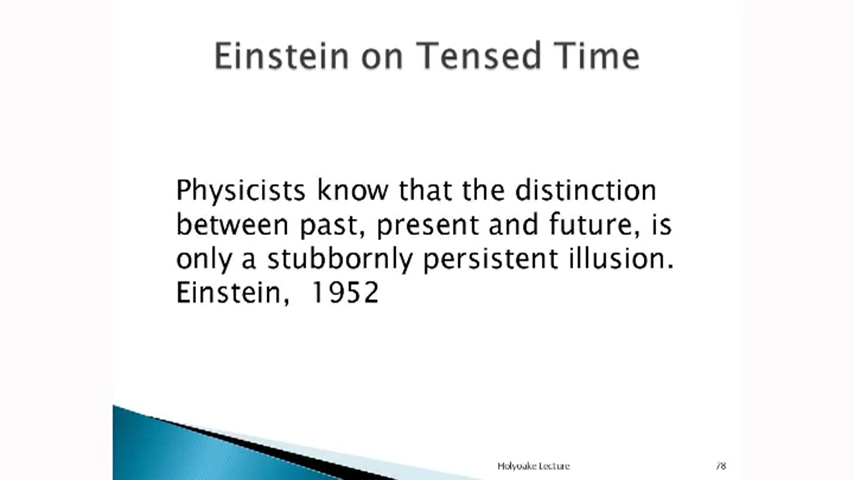 Einstein on Tensed Time
Physicists know that the distinction
between past, present and future, is
only a stubbornly persistent illusion.
Einstein,  1952
Holyoake Lecture
78